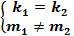 k₁ = k₂
m₁ ≠ m₂